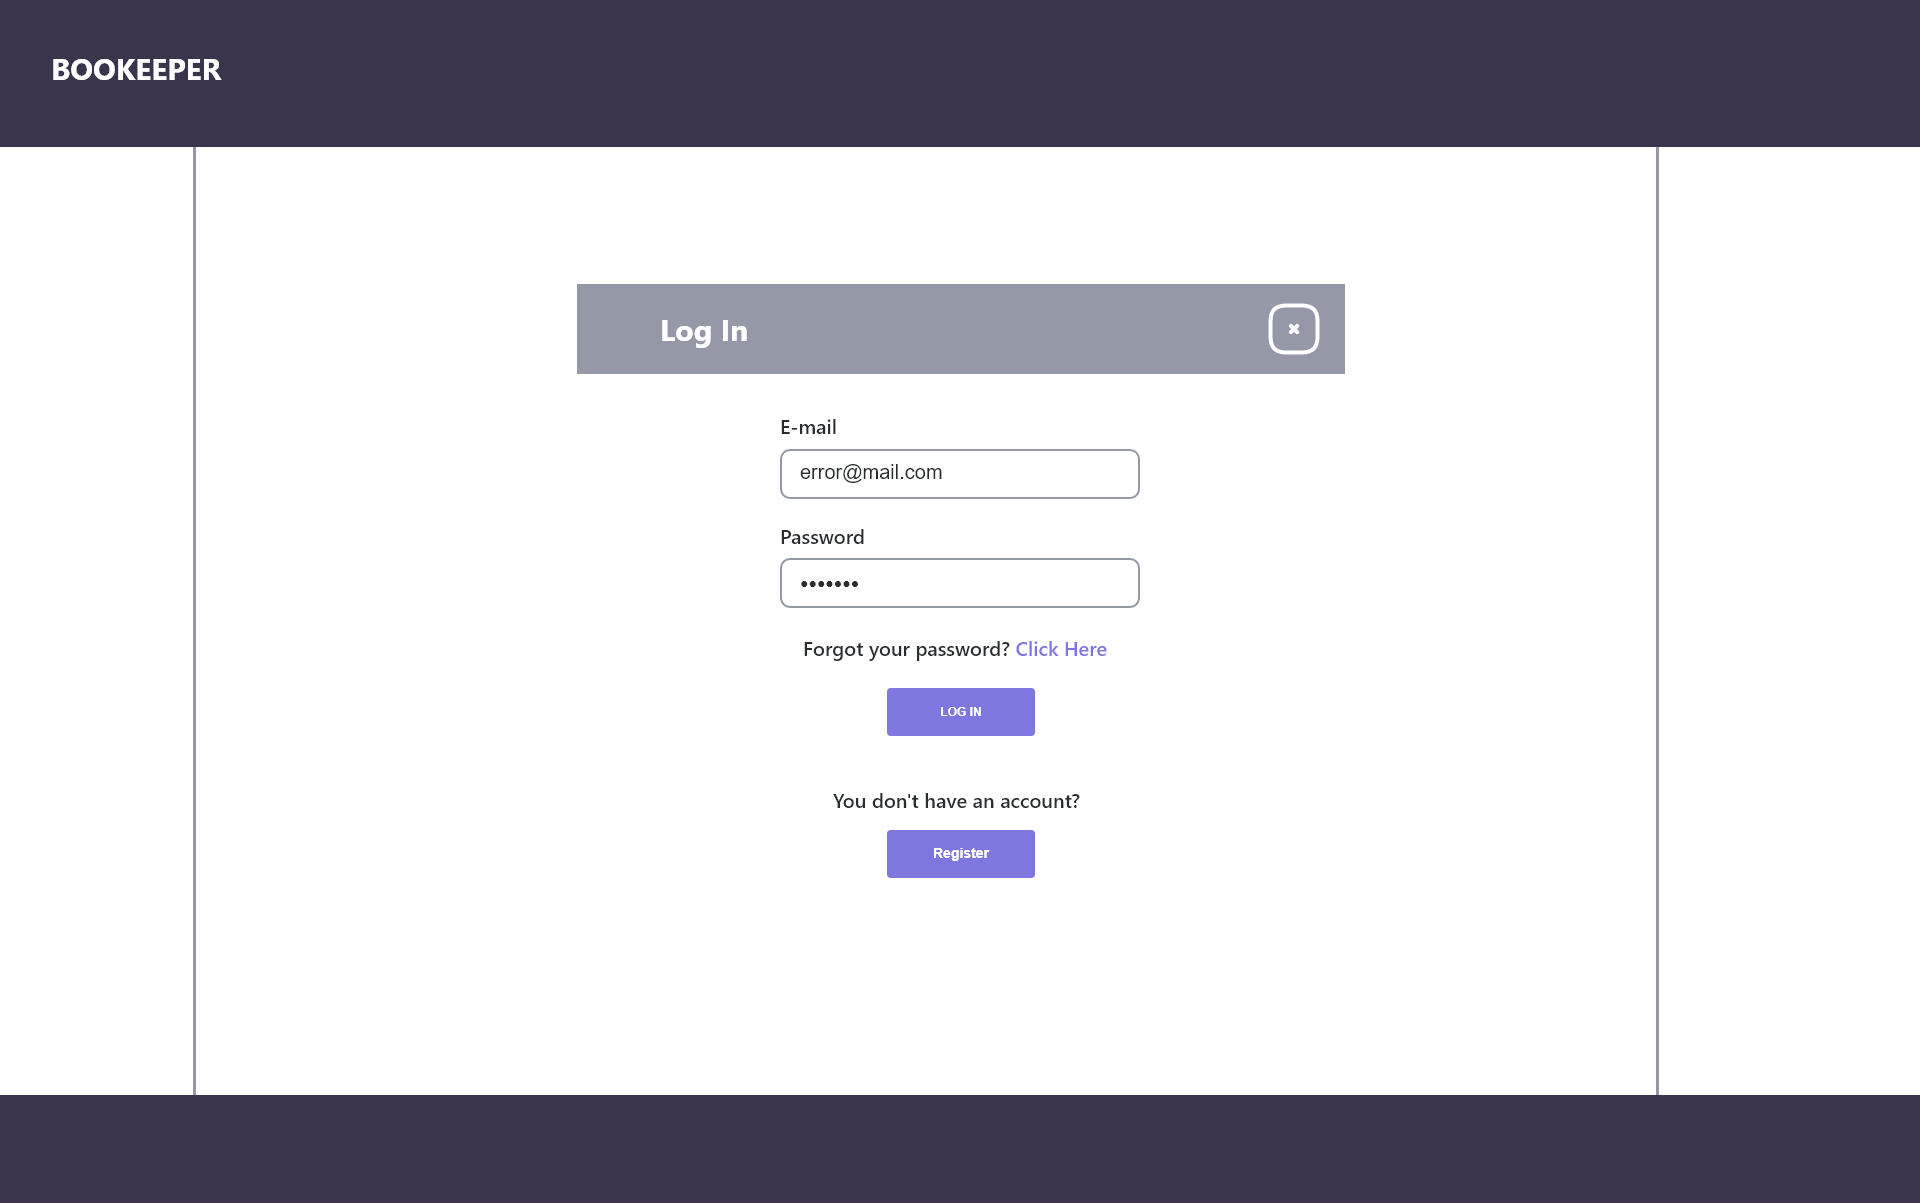 BOOKEEPER
Log In
E-mail
error@mail.com
Password
•••••••
Forgot your password? Click Here
LOG IN
You don't have an account?
Register